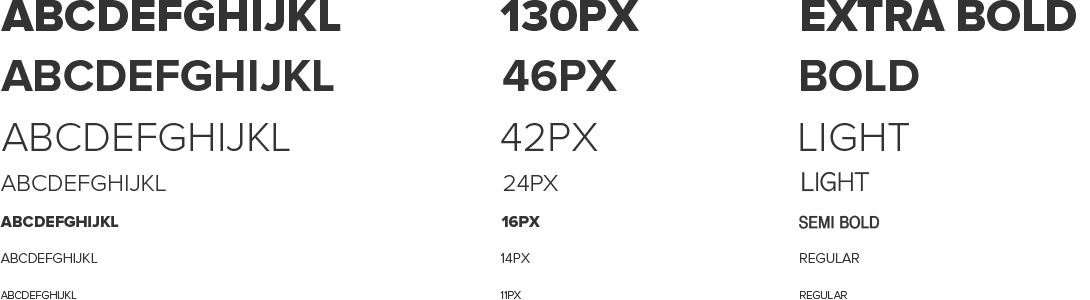 ABCDEFGHIJKL 130PX EXTRA BOLD
ABCDEFGHIJKL 46PX BOLD
ABCDEFGHIJKL 42PX LIGHT
ABCDEFGHIJKL 24PX LIGHT
ABCDEFGHIJKL 16PX SEMI BOLD
ABCDEFGHIJKL 14PX REGULAR
ABCDEFGHIJKL 11PX REGULAR